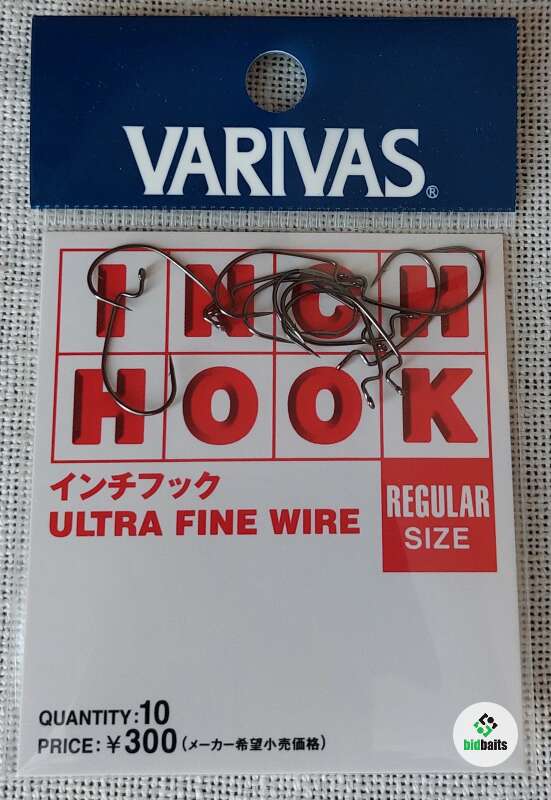 VARIVAS®
INCH
HOOK
インチフック
ULTRA FINE WIRE
REGULAR
SIZE
QUANTITY:10
PRICE:¥300(メーカー希望小売価格)
bidbaits